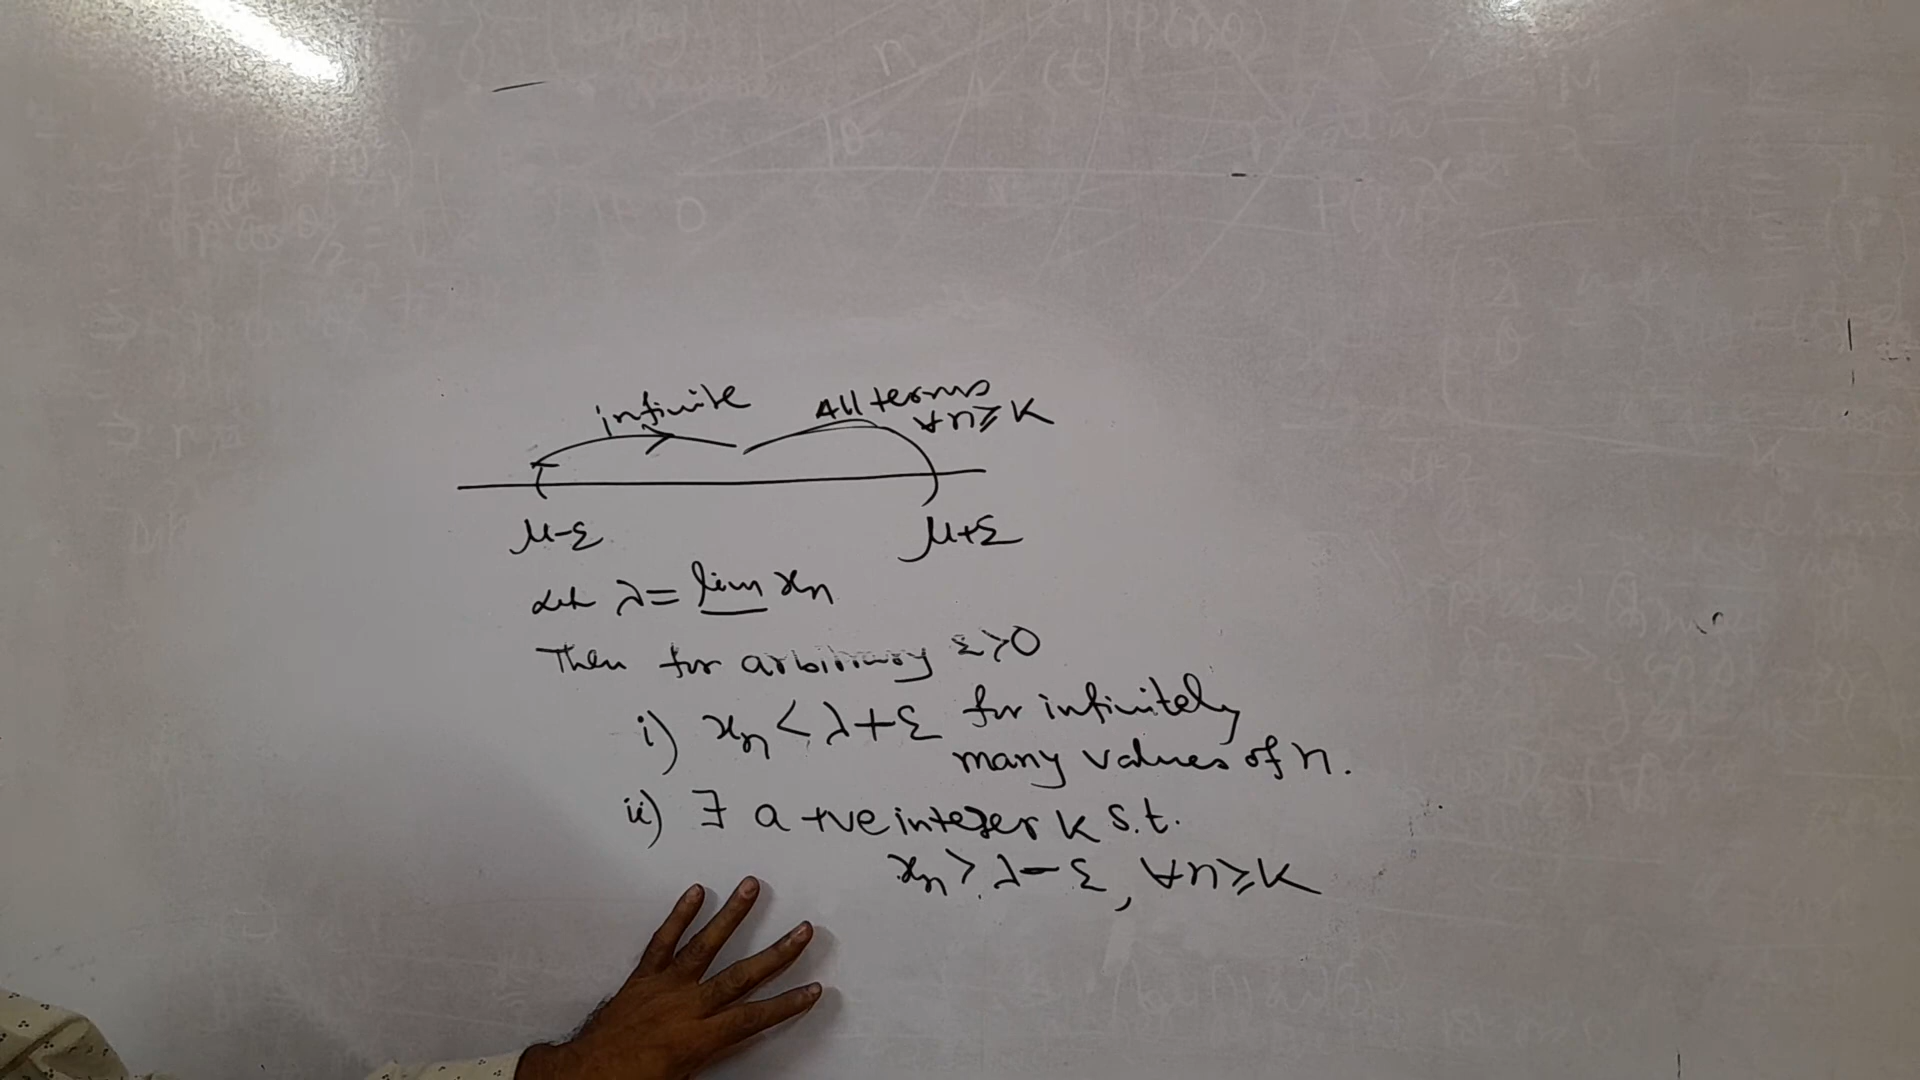 infinite All terms
∀n≥K
μ-ε μ+ε
Let λ = lim xn
Then for arbitrary ε>0
i) xn < λ+ε for infinitely
many values of n.
ii) ∃ a +ve integer K s.t.
xn > λ-ε, ∀n≥K